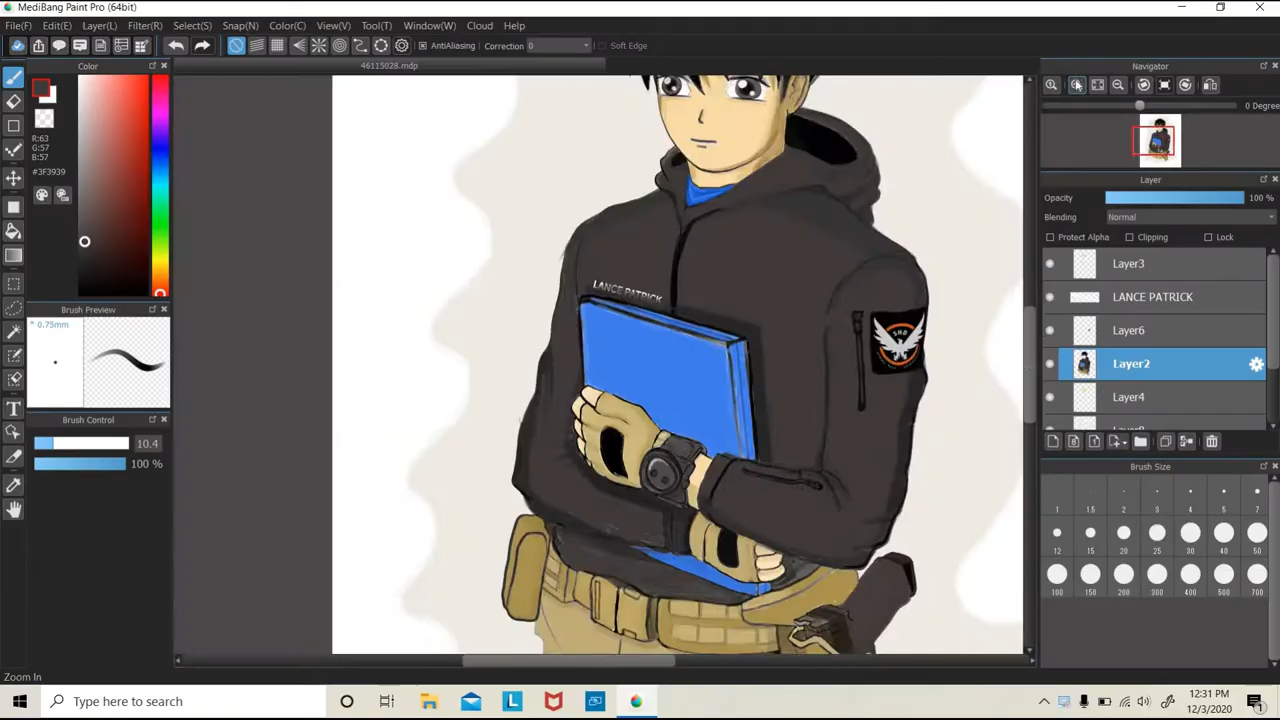 MediBang Paint Pro (64bit)
File(F) Edit(E) Layer(L) Filter(R) Select(S) Snap(N) Color(C) View(V) Tool(T) Window(W) Cloud Help
AntiAliasing Correction 0 Soft Edge
Color
46115028.mdp
Navigator
R:63
G:57
B:57
#3F3939
0 Degree
Layer
Opacity 100 %
Blending Normal
Protect Alpha Clipping Lock
Layer3
LANCE PATRICK
Layer6
Layer2
Layer4
Brush Preview
* 0.75mm
Brush Control
10.4
100 %
LANCE PATRICK
SHD
Brush Size
1 1.5 2 3 4 5 7
12 15 20 25 30 40 50
100 150 200 300 400 500 700
Zoom In
Type here to search
12:31 PM
12/3/2020